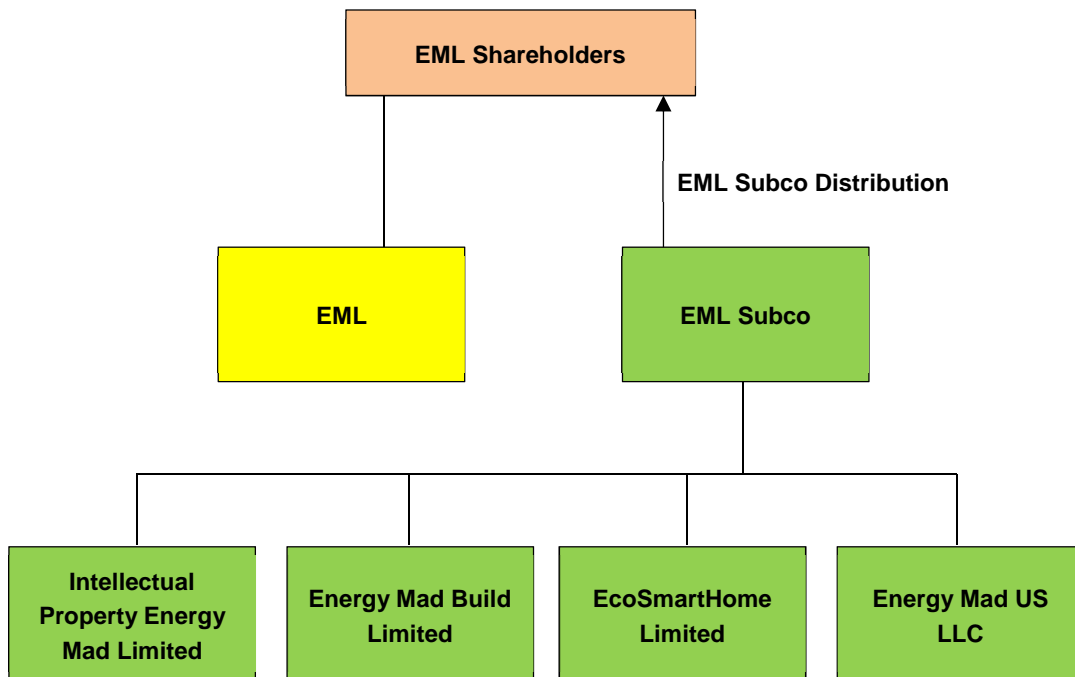 EML Shareholders
EML Subco Distribution
EML
EML Subco
Intellectual
Property Energy
Mad Limited
Energy Mad Build
Limited
EcoSmartHome
Limited
Energy Mad US
LLC